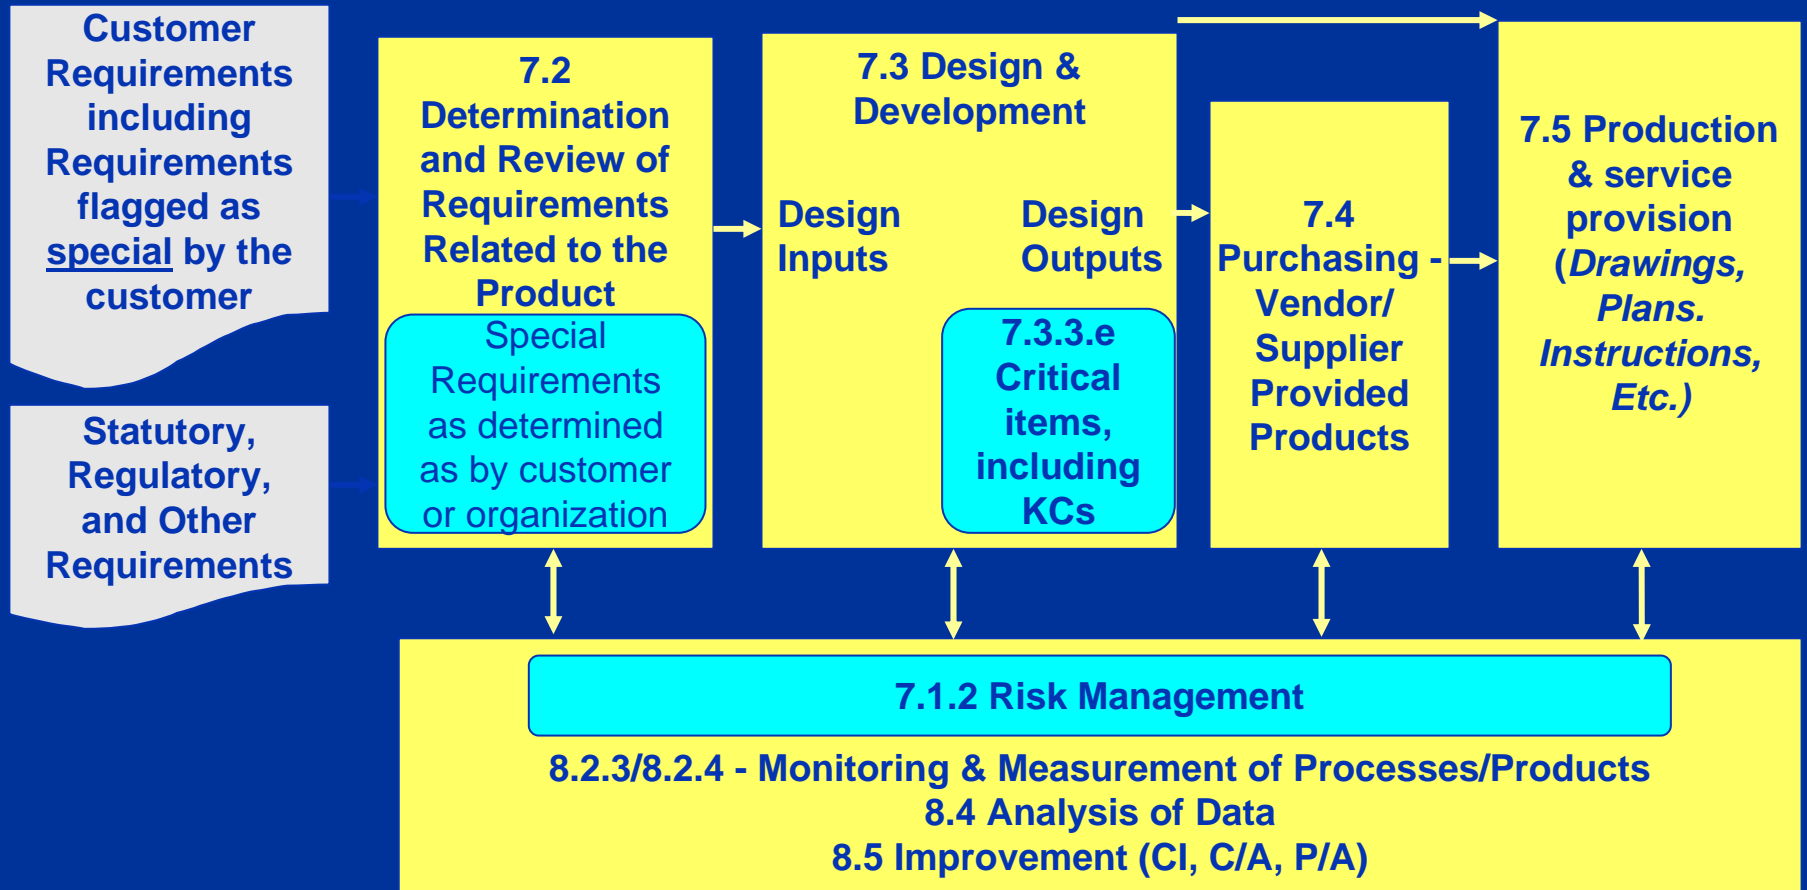 Customer
Requirements
including
Requirements
flagged as
special by the
customer
Statutory,
Regulatory,
and Other
Requirements
7.2
Determination
and Review of
Requirements
Related to the
Product
Special
Requirements
as determined
as by customer
or organization
7.3 Design &
Development
Design
Inputs
Design
Outputs
7.3.3.e
Critical
items,
including
KCs
7.4
Purchasing -
Vendor/
Supplier
Provided
Products
7.5 Production
& service
provision
(Drawings,
Plans.
Instructions,
Etc.)
7.1.2 Risk Management
8.2.3/8.2.4 - Monitoring & Measurement of Processes/Products
8.4 Analysis of Data
8.5 Improvement (CI, C/A, P/A)